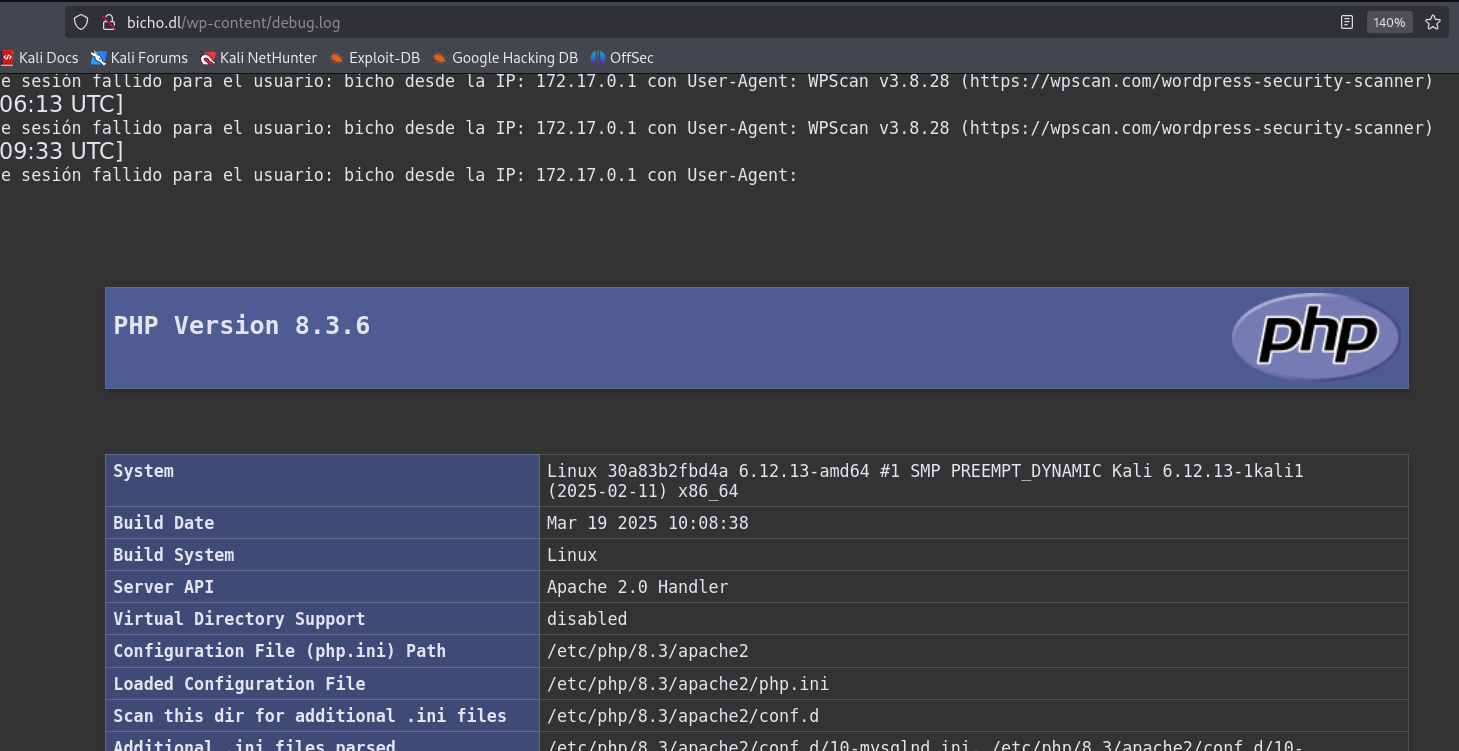 bicho.dl/wp-content/debug.log
140%
Kali Docs Kali Forums Kali NetHunter Exploit-DB Google Hacking DB OffSec
e sesión fallido para el usuario: bicho desde la IP: 172.17.0.1 con User-Agent: WPScan v3.8.28 (https://wpscan.com/wordpress-security-scanner)
06:13 UTC]
e sesión fallido para el usuario: bicho desde la IP: 172.17.0.1 con User-Agent: WPScan v3.8.28 (https://wpscan.com/wordpress-security-scanner)
09:33 UTC]
e sesión fallido para el usuario: bicho desde la IP: 172.17.0.1 con User-Agent:
PHP Version 8.3.6
php
System
Linux 30a83b2fbd4a 6.12.13-amd64 #1 SMP PREEMPT_DYNAMIC Kali 6.12.13-1kali1
(2025-02-11) x86_64
Build Date
Mar 19 2025 10:08:38
Build System
Linux
Server API
Apache 2.0 Handler
Virtual Directory Support
disabled
Configuration File (php.ini) Path
/etc/php/8.3/apache2
Loaded Configuration File
/etc/php/8.3/apache2/php.ini
Scan this dir for additional .ini files
/etc/php/8.3/apache2/conf.d
Additional .ini files parsed
/etc/php/8.3/apache2/conf.d/10-mysqlnd.ini, /etc/php/8.3/apache2/conf.d/10-